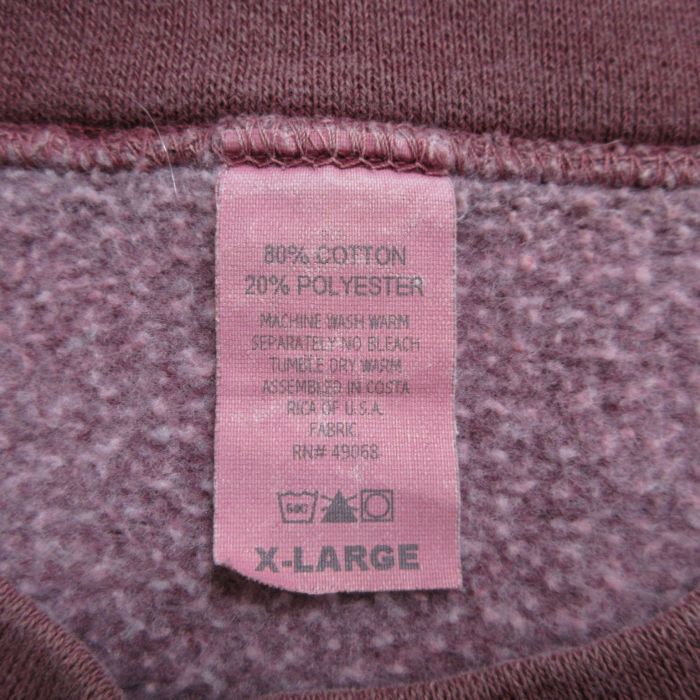 80% COTTON
20% POLYESTER
MACHINE WASH WARM
SEPARATELY NO BLEACH
TUMBLE DRY WARM
ASSEMBLED IN COSTA
RICA OF U.S.A.
FABRIC
RN# 49068
X-LARGE